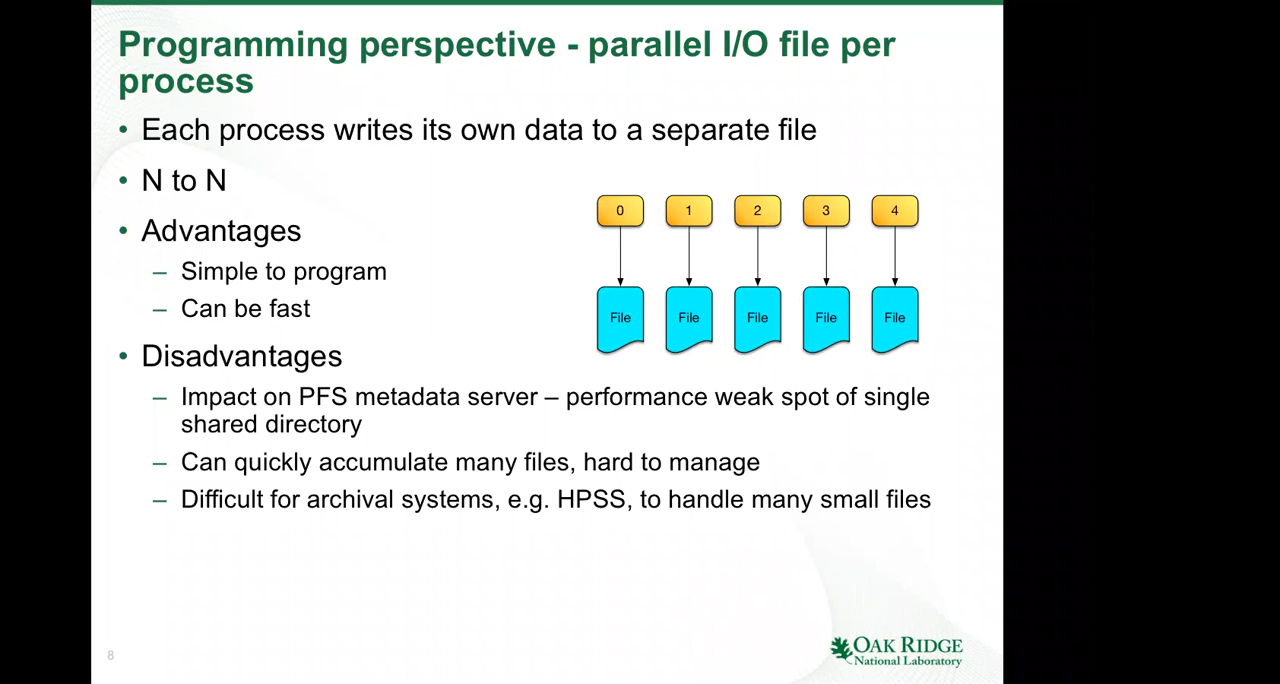 Programming perspective - parallel I/O file per
process
• Each process writes its own data to a separate file
• N to N
• Advantages
– Simple to program
– Can be fast
0 1 2 3 4
File File File File File
• Disadvantages
– Impact on PFS metadata server – performance weak spot of single
shared directory
– Can quickly accumulate many files, hard to manage
– Difficult for archival systems, e.g. HPSS, to handle many small files
8
OAK RIDGE
National Laboratory